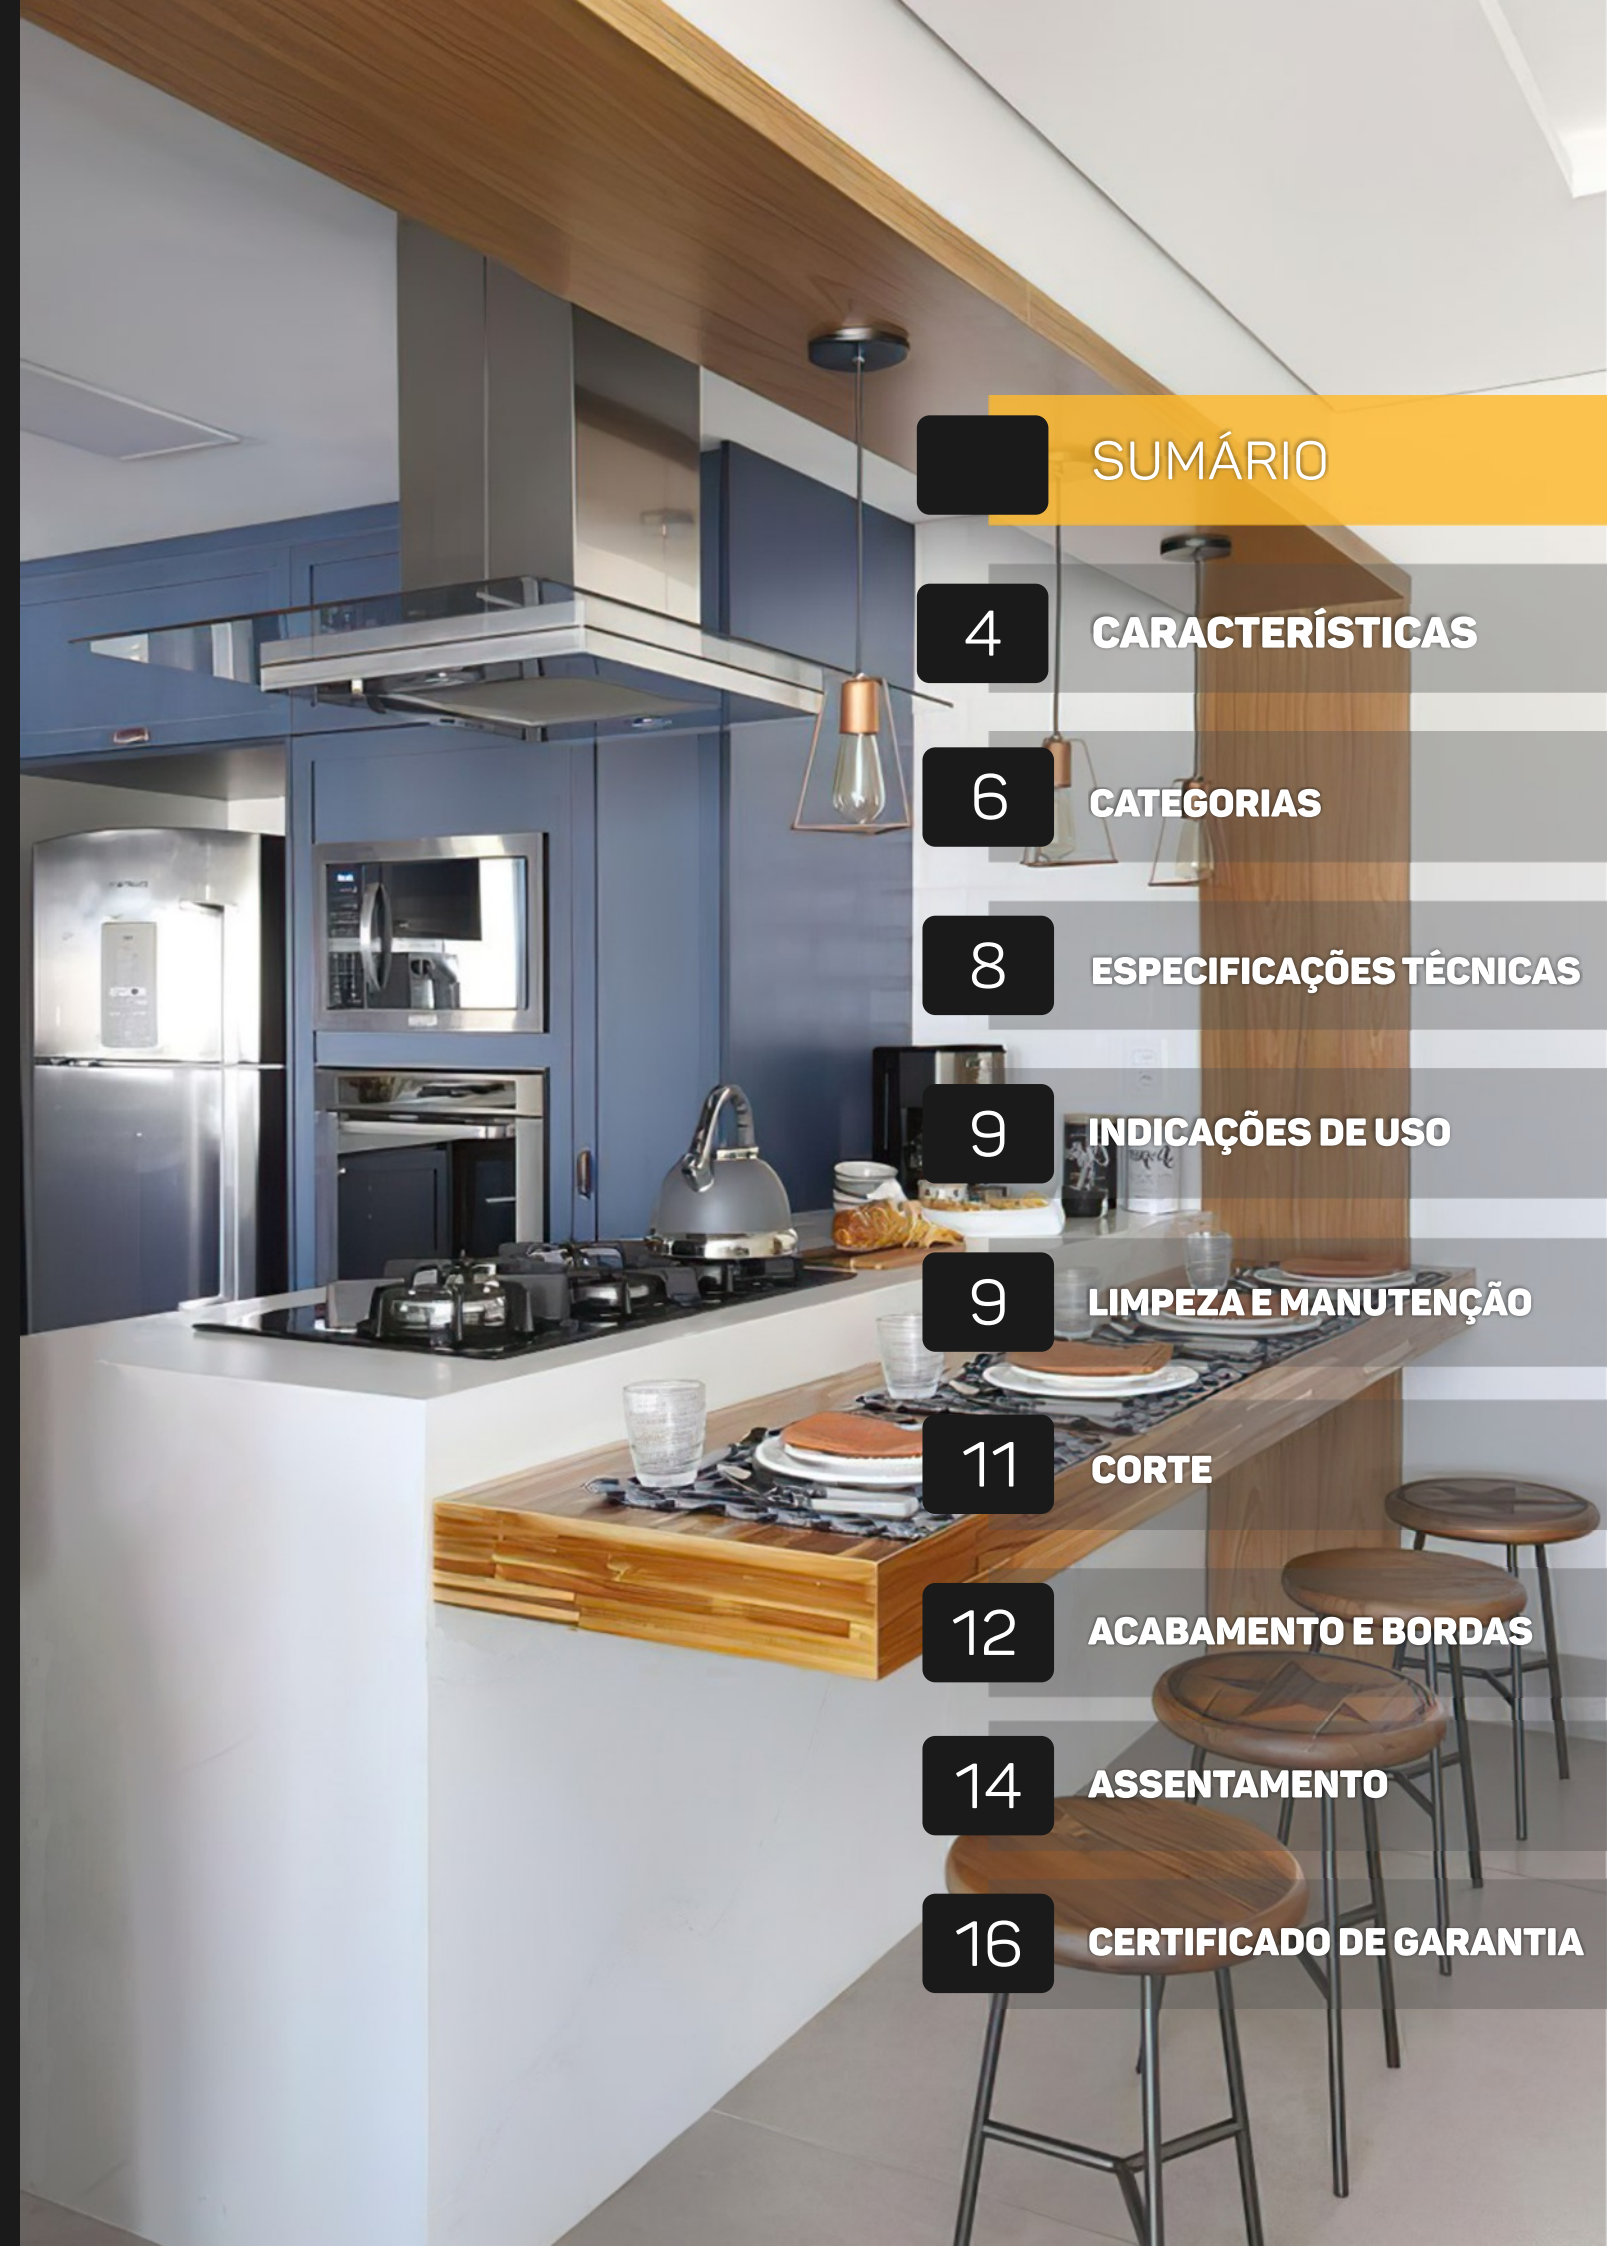 SUMÁRIO
4 CARACTERÍSTICAS
6 CATEGORIAS
8 ESPECIFICAÇÕES TÉCNICAS
9 INDICAÇÕES DE USO
9 LIMPEZA E MANUTENÇÃO
11 CORTE
12 ACABAMENTO E BORDAS
14 ASSENTAMENTO
16 CERTIFICADO DE GARANTIA